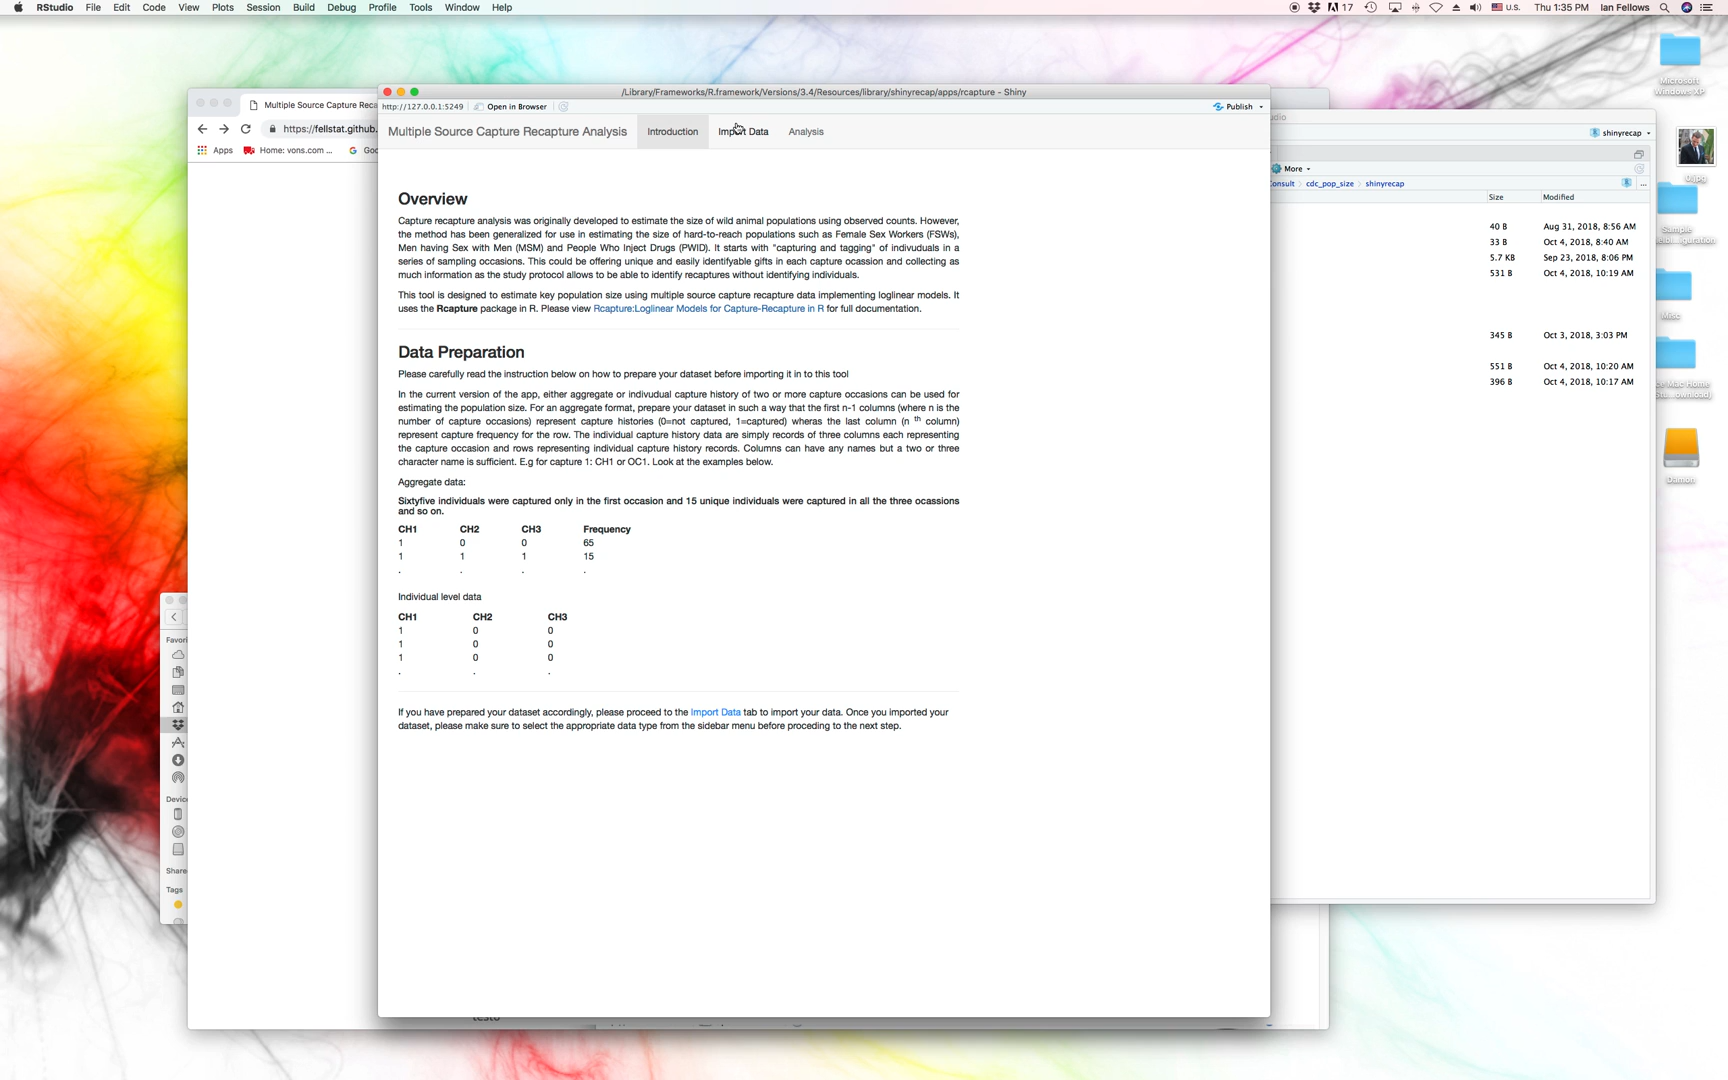 RStudio File Edit Code View Plots Session Build Debug Profile Tools Window Help
17 U.S. Thu 1:35 PM Ian Fellows
Microsoft
Windows XP
Multiple Source Capture Reca
/Library/Frameworks/R.framework/Versions/3.4/Resources/library/shinyrecap/apps/rcapture - Shiny
http://127.0.0.1:5249 Open in Browser Publish
https://fellstat.github.
Apps Home: vons.com ... Goo
Multiple Source Capture Recapture Analysis Introduction Import Data Analysis
Overview
Capture recapture analysis was originally developed to estimate the size of wild animal populations using observed counts. However,
the method has been generalized for use in estimating the size of hard-to-reach populations such as Female Sex Workers (FSWs),
Men having Sex with Men (MSM) and People Who Inject Drugs (PWID). It starts with "capturing and tagging" of indivuduals in a
series of sampling occasions. This could be offering unique and easily identifyable gifts in each capture ocassion and collecting as
much information as the study protocol allows to be able to identify recaptures without identifying individuals.
This tool is designed to estimate key population size using multiple source capture recapture data implementing loglinear models. It
uses the Rcapture package in R. Please view Rcapture:Loglinear Models for Capture-Recapture in R for full documentation.
Data Preparation
Please carefully read the instruction below on how to prepare your dataset before importing it in to this tool
In the current version of the app, either aggregate or individual capture history of two or more capture occasions can be used for
estimating the population size. For an aggregate format, prepare your dataset in such a way that the first n-1 columns (where n is the
number of capture occasions) represent capture histories (0=not captured, 1=captured) wheras the last column (n th column)
represent capture frequency for the row. The individual capture history data are simply records of three columns each representing
the capture occasion and rows representing individual capture history records. Columns can have any names but a two or three
character name is sufficient. E.g for capture 1: CH1 or OC1. Look at the examples below.
Aggregate data:
Sixtyfive individuals were captured only in the first occasion and 15 unique individuals were captured in all the three ocassions
and so on.
CH1 CH2 CH3 Frequency
1 0 0 65
1 1 1 15
. . . .
Individual level data
CH1 CH2 CH3
1 0 0
1 0 0
1 0 0
. . .
If you have prepared your dataset accordingly, please proceed to the Import Data tab to import your data. Once you imported your
dataset, please make sure to select the appropriate data type from the sidebar menu before proceding to the next step.
Favori
Device
Share
Tags
testo
shinyrecap
More
cdc_pop_size shinyrecap ...
Size Modified
40 B Aug 31, 2018, 8:56 AM
33 B Oct 4, 2018, 8:40 AM
5.7 KB Sep 23, 2018, 8:06 PM
531 B Oct 4, 2018, 10:19 AM
345 B Oct 3, 2018, 3:03 PM
551 B Oct 4, 2018, 10:20 AM
396 B Oct 4, 2018, 10:17 AM
Sample
Misc
Damon